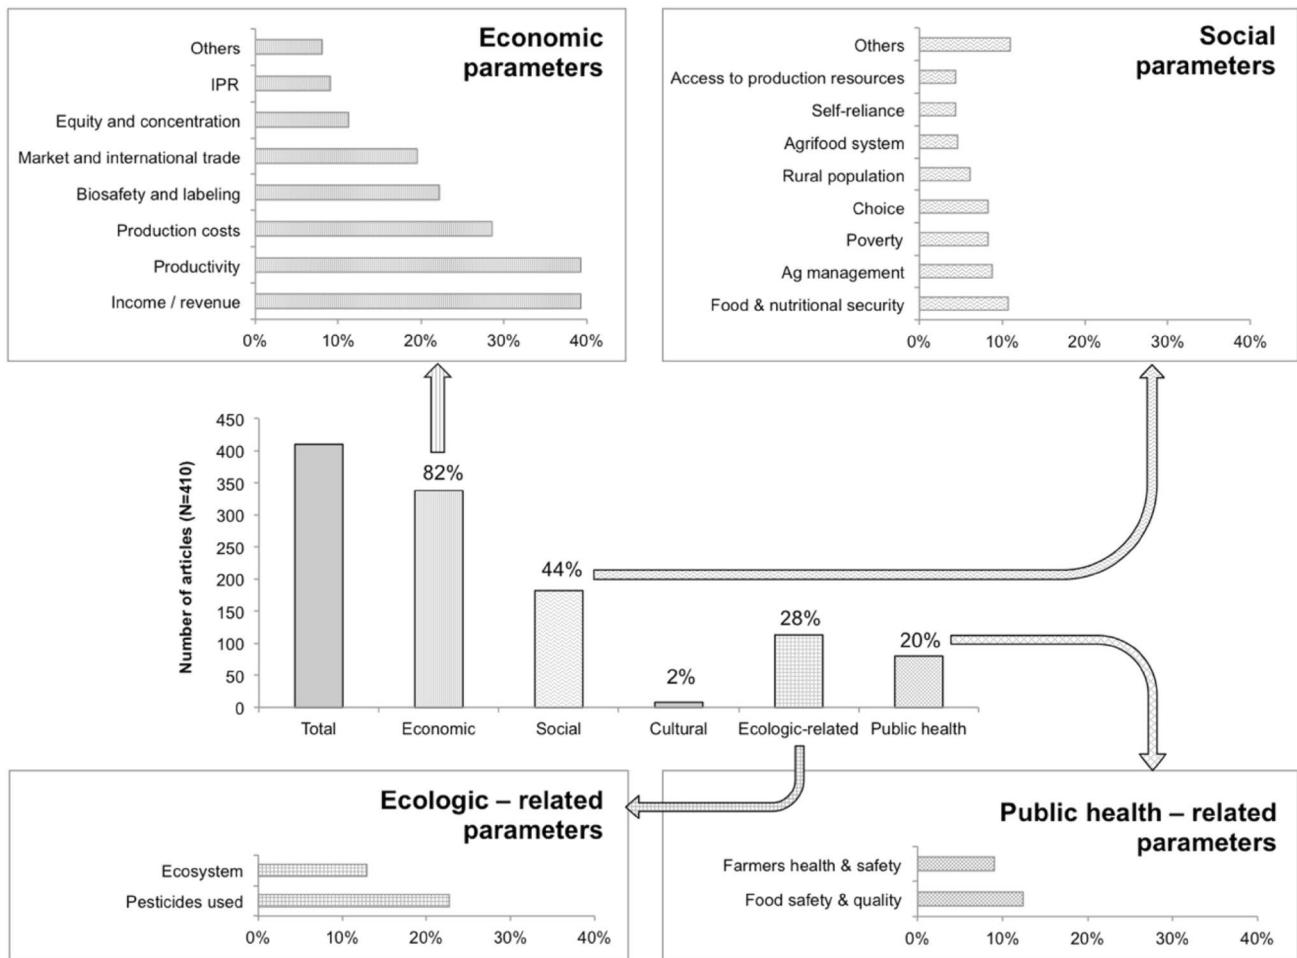 Economic
parameters
Others
IPR
Equity and concentration
Market and international trade
Biosafety and labeling
Production costs
Productivity
Income / revenue
0% 10% 20% 30% 40%
Social
parameters
Others
Access to production resources
Self-reliance
Agrifood system
Rural population
Choice
Poverty
Ag management
Food & nutritional security
0% 10% 20% 30% 40%
Number of articles (N=410)
450
400
350
300
250
200
150
100
50
0
82%
44%
2%
28%
20%
Total Economic Social Cultural Ecologic-related Public health
Ecologic – related
parameters
Ecosystem
Pesticides used
0% 10% 20% 30% 40%
Public health – related
parameters
Farmers health & safety
Food safety & quality
0% 10% 20% 30% 40%